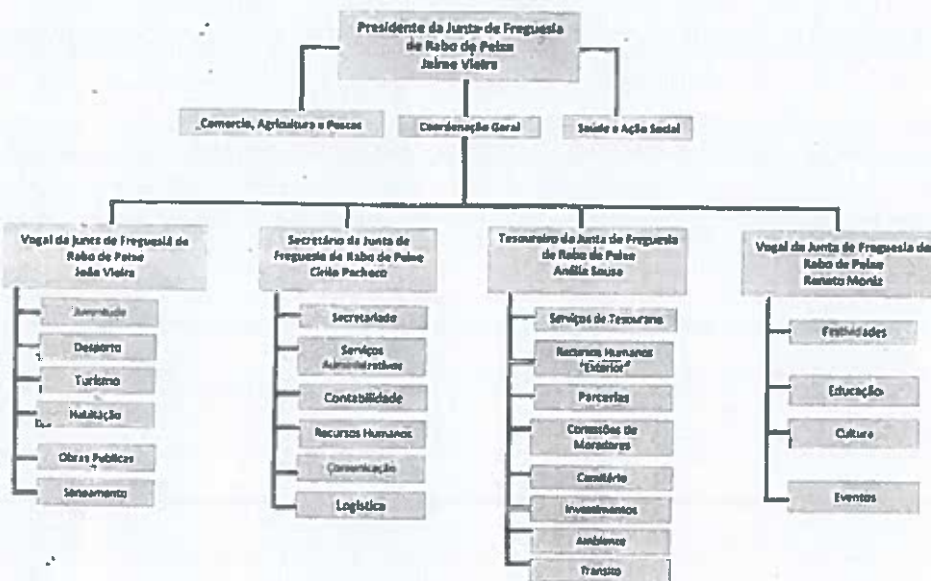 Presidente da Junta de Freguesia
de Rabo de Peixe
Jaime Vieira
Comercio, Agricultura e Pescas
Coordenação Geral
Saúde e Ação Social
Vogal da Junta de Freguesia de
Rabo de Peixe
João Vieira
Juventude
Desporto
Turismo
Habitação
Obras Publicas
Saneamento
Secretário da Junta de
Freguesia de Rabo de Peixe
Cirilo Pacheco
Secretariado
Serviços
Administrativos
Contabilidade
Recursos Humanos
Comunicação
Logística
Tesoureiro da Junta de Freguesia
de Rabo de Peixe
Sousa
Serviços de Tesouraria
Recursos Humanos
"Exterior"
Parcerias
Comissões de
Moradores
Cemitério
Investimentos
Ambiente
Transito
Vogal da Junta de Freguesia de
Rabo de Peixe
Renato Moniz
Festividades
Educação
Cultura
Eventos